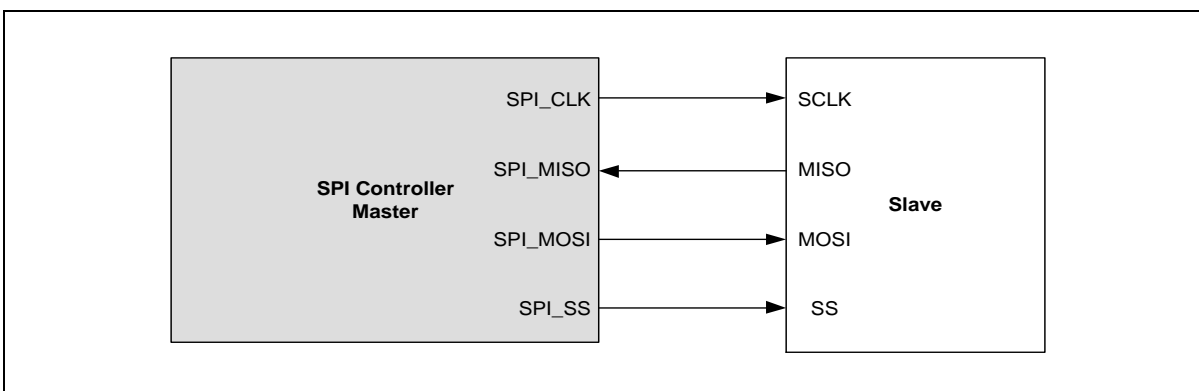 SPI_CLK
SCLK
SPI_MISO
MISO
SPI Controller
Master
Slave
SPI_MOSI
MOSI
SPI_SS
SS